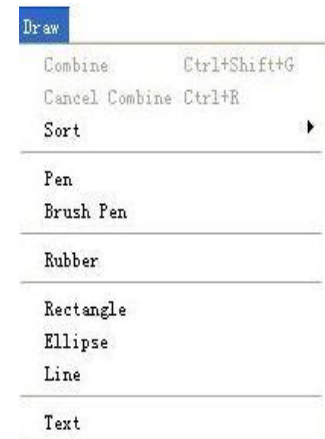 Draw
Combine Ctrl+Shift+G
Cancel Combine Ctrl+R
Sort
Pen
Brush Pen
Rubber
Rectangle
Ellipse
Line
Text